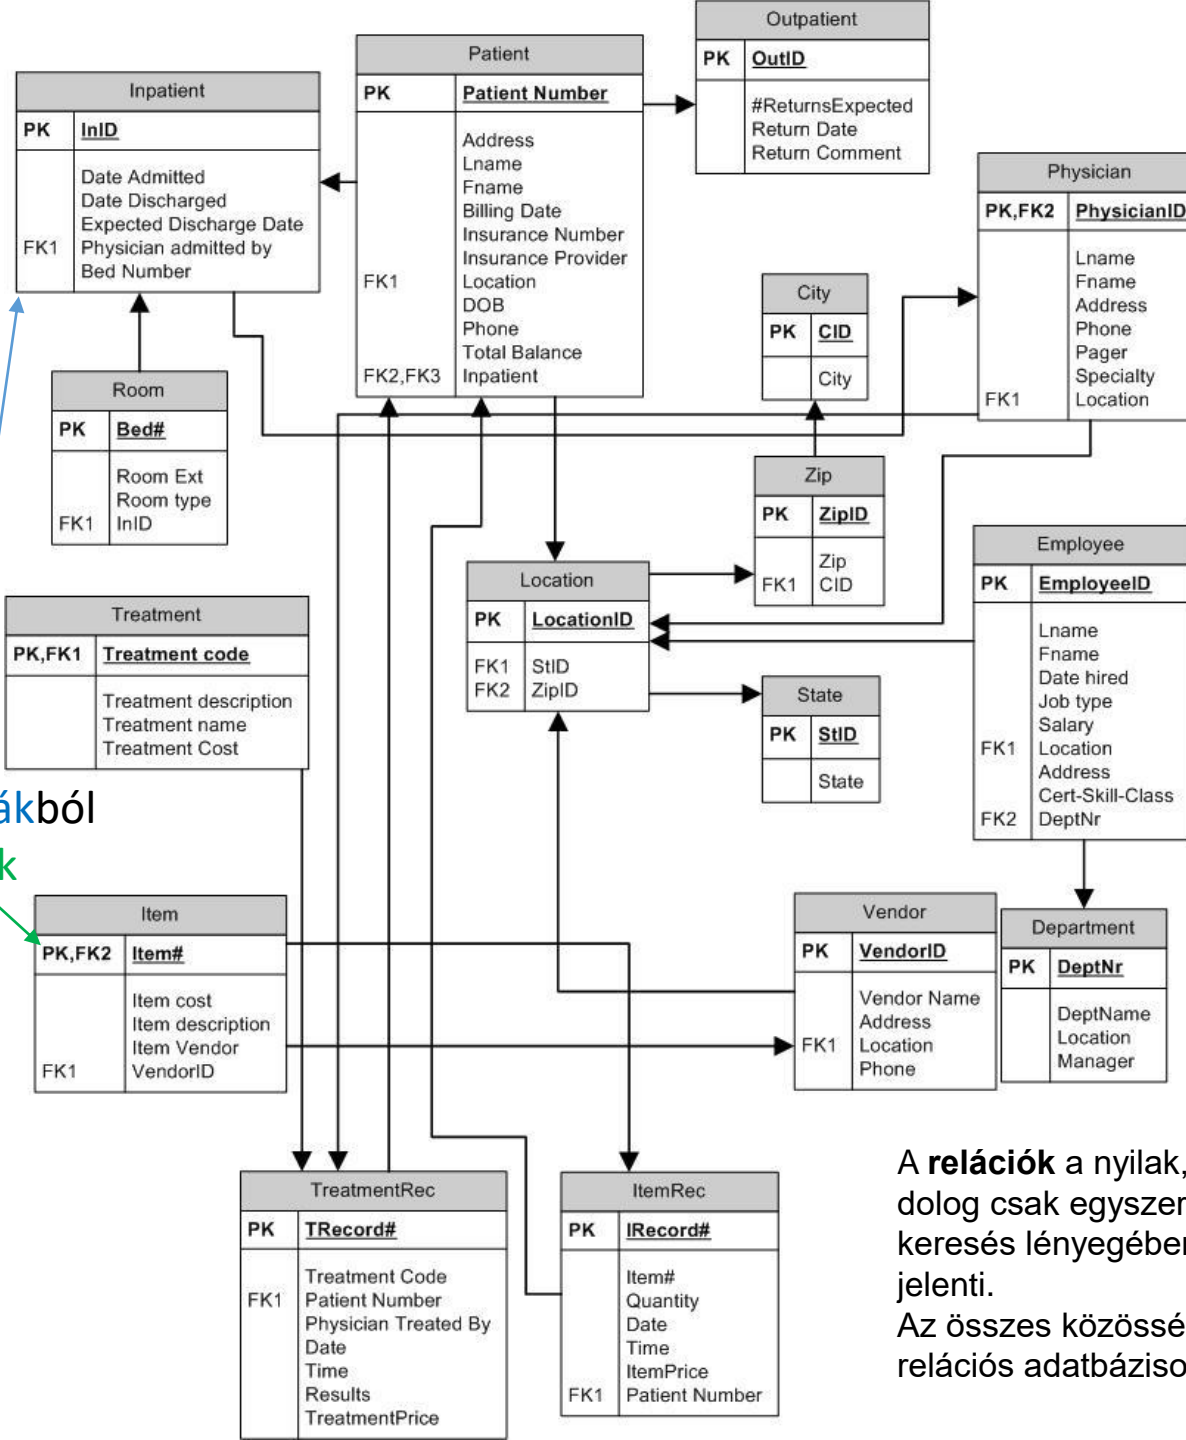 Outpatient
PK OutID
#ReturnsExpected
Return Date
Return Comment
Patient
PK Patient Number
Address
Lname
Fname
Billing Date
Insurance Number
Insurance Provider
FK1 Location
DOB
Phone
Total Balance
FK2,FK3 Inpatient
Inpatient
PK InID
Date Admitted
Date Discharged
Expected Discharge Date
FK1 Physician admitted by
Bed Number
Physician
PK,FK2 PhysicianID
Lname
Fname
Address
Phone
Pager
Specialty
FK1 Location
City
PK CID
City
Room
PK Bed#
Room Ext
Room type
FK1 InID
Zip
PK ZipID
Zip
FK1 CID
Employee
PK EmployeeID
Lname
Fname
Date hired
Job type
Salary
FK1 Location
Address
Cert-Skill-Class
FK2 DeptNr
Location
PK LocationID
FK1 StID
FK2 ZipID
Treatment
PK,FK1 Treatment code
Treatment description
Treatment name
Treatment Cost
State
PK StID
State
ákból
k
Item
PK,FK2 Item#
Item cost
Item description
Item Vendor
FK1 VendorID
Vendor
PK VendorID
Vendor Name
Address
FK1 Location
Phone
Department
PK DeptNr
DeptName
Location
Manager
TreatmentRec
PK TRecord#
Treatment Code
FK1 Patient Number
Physician Treated By
Date
Time
Results
TreatmentPrice
ItemRec
PK IRecord#
Item#
Quantity
Date
Time
ItemPrice
FK1 Patient Number
A relációk a nyilak,
dolog csak egyszer
keresés lényegében
jelenti.
Az összes közössé
relációs adatbáziso